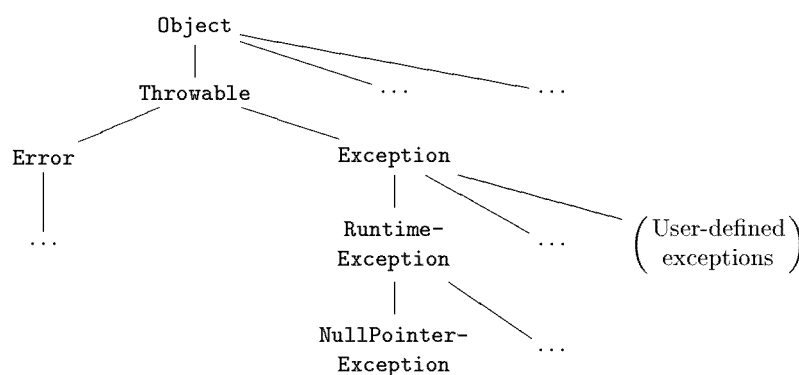 Object
Throwable
...
...
Error
Exception
...
Runtime-
Exception
...
(User-defined
exceptions)
NullPointer-
Exception
...